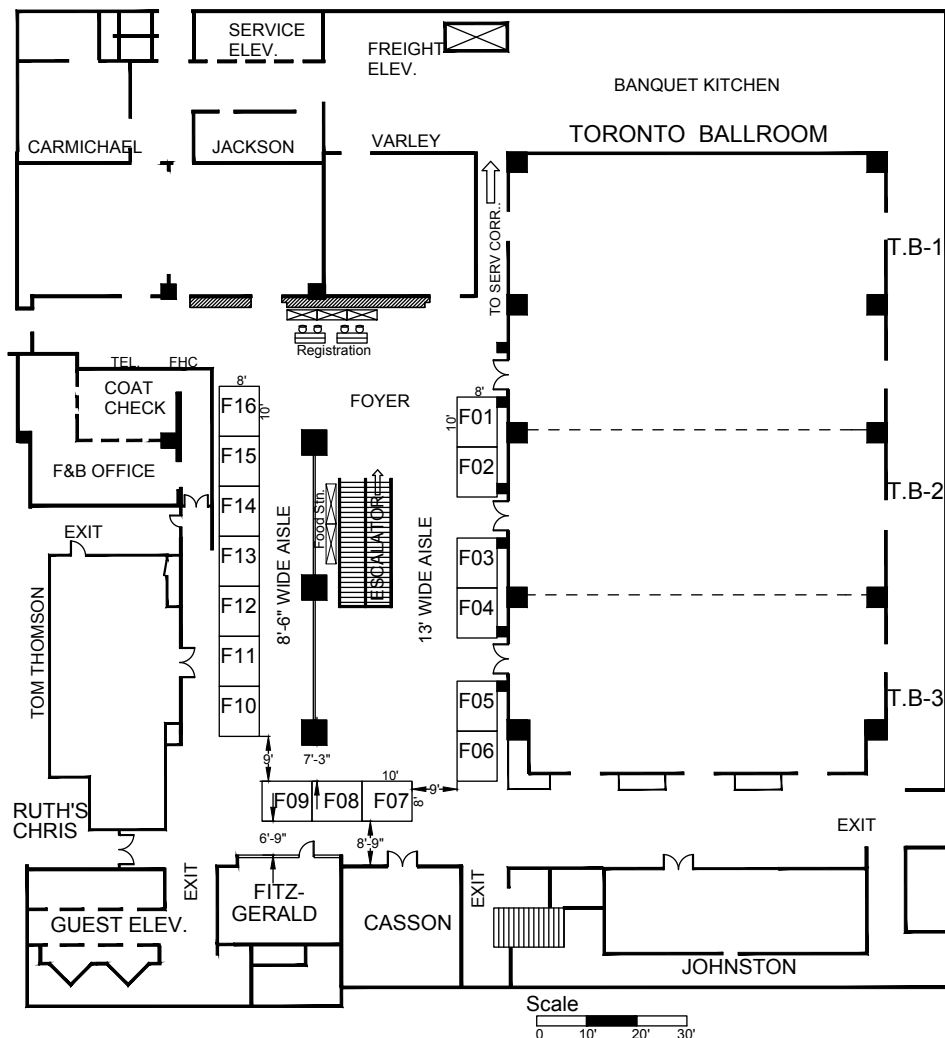 SERVICE
ELEV.
FREIGHT
ELEV.
BANQUET KITCHEN
TORONTO BALLROOM
CARMICHAEL
JACKSON
VARLEY
TO SERV CORR..
T.B-1
Registration
TEL.
FHC
COAT
CHECK
F&B OFFICE
8'
10'
F16
F15
F14
F13
F12
F11
F10
FOYER
8'
10'
F01
F02
F03
F04
F05
F06
T.B-2
T.B-3
Food Stn.
ESCALATOR
8'-6" WIDE AISLE
13' WIDE AISLE
EXIT
TOM THOMSON
9'
7'-3"
10'
8'
9'
F09
F08
F07
6'-9"
8'-9"
RUTH'S
CHRIS
EXIT
EXIT
EXIT
GUEST ELEV.
FITZ-
GERALD
CASSON
JOHNSTON
Scale
0 10' 20' 30'